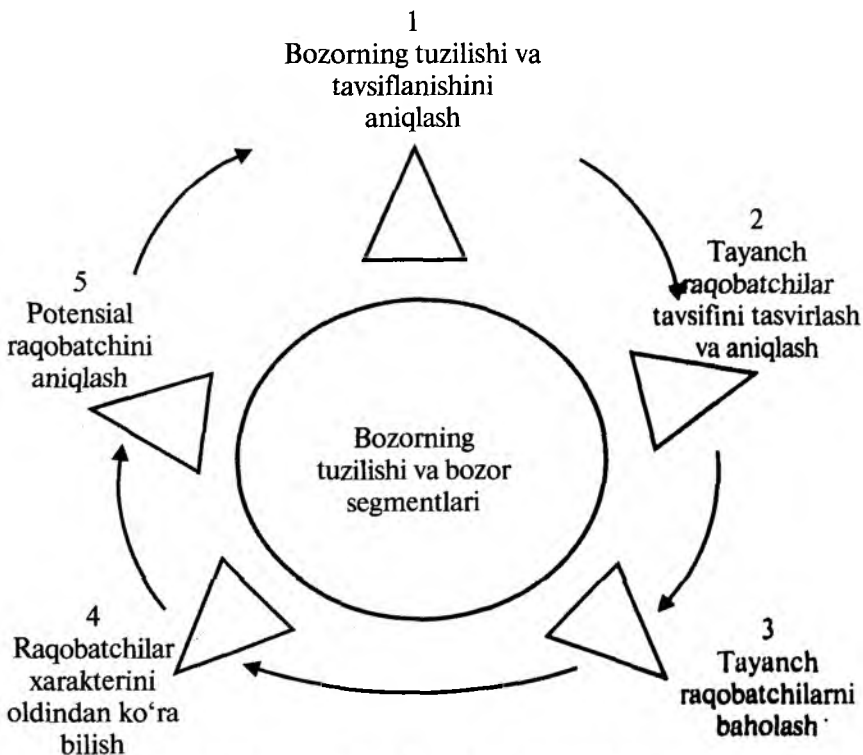 1
Bozorning tuzilishi va
tavsiflanishini
aniqlash
2
Tayanch
raqobatchilar
tavsifini tasvirlash
va aniqlash
3
Tayanch
raqobatchilarni
baholash
4
Raqobatchilar
xarakterini
oldindan ko‘ra
bilish
5
Potensial
raqobatchini
aniqlash
Bozorning
tuzilishi va bozor
segmentlari